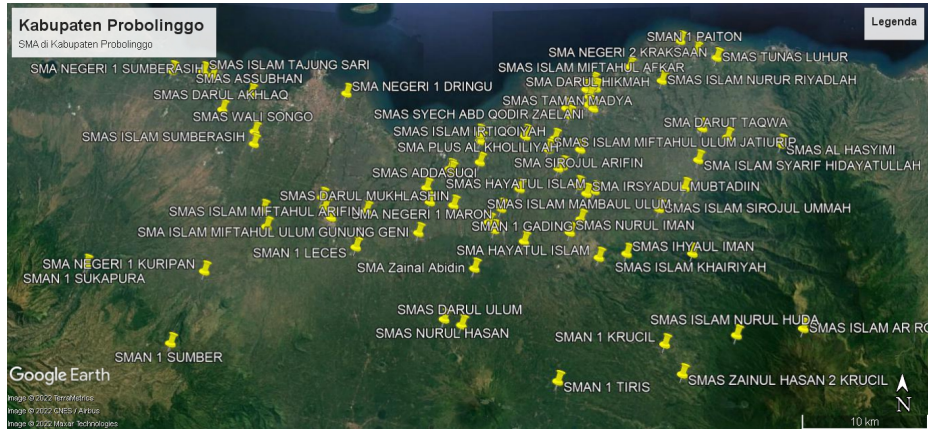 Kabupaten Probolinggo
SMA di Kabupaten Probolinggo
Legenda
SMAN 1 PAITON
SMA NEGERI 2 KRAKSAAN
SMAS TUNAS LUHUR
SMA NEGERI 1 SUMBERASIH
SMAS ISLAM TAJUNG SARI
SMAS ISLAM MIFTAHUL AFKAR
SMAS ASSUBHAN
SMA DARUL HIKMAH
SMAS ISLAM NURUR RIYADLAH
SMA NEGERI 1 DRINGU
SMAS DARUL AKHLAQ
SMAS TAMAN MADYA
SMAS WALI SONGO
SMAS SYECH ABD QODIR ZAELANI
SMA DARUT TAQWA
SMAS ISLAM SUMBERASIH
SMAS ISLAM IRTIQOIYAH
SMAS ISLAM MIFTAHUL ULUM JATIURIP
SMAS AL HASYIMI
SMA PLUS AL KHOLILIYAH
SMA SIROJUL ARIFIN
SMA ISLAM SYARIF HIDAYATULLAH
SMAS ADDASUQI
SMAS HAYATUL ISLAM
SMA IRSYADUL MUBTADIIN
SMAS DARUL MUKHLASHIN
SMAS ISLAM MAMBAUL ULUM
SMAS ISLAM SIROJUL UMMAH
SMAS ISLAM MIFTAHUL ARIFIN
SMA NEGERI 1 MARON
SMA ISLAM MIFTAHUL ULUM GUNUNG GENI
SMAN 1 GADING
SMAS NURUL IMAN
SMAN 1 LECES
SMA HAYATUL ISLAM
SMAS IHYAUL IMAN
SMA NEGERI 1 KURIPAN
SMA Zainal Abidin
SMAS ISLAM KHAIRIYAH
SMAN 1 SUKAPURA
SMAS DARUL ULUM
SMAS ISLAM NURUL HUDA
SMAS ISLAM AR RO
SMAS NURUL HASAN
SMAN 1 KRUCIL
SMAN 1 SUMBER
Google Earth
SMAN 1 TIRIS
SMAS ZAINUL HASAN 2 KRUCIL
Image © 2022 TerraMetrics
Image © 2022 CNES / Airbus
Image © 2022 Maxar Technologies
N
10 km